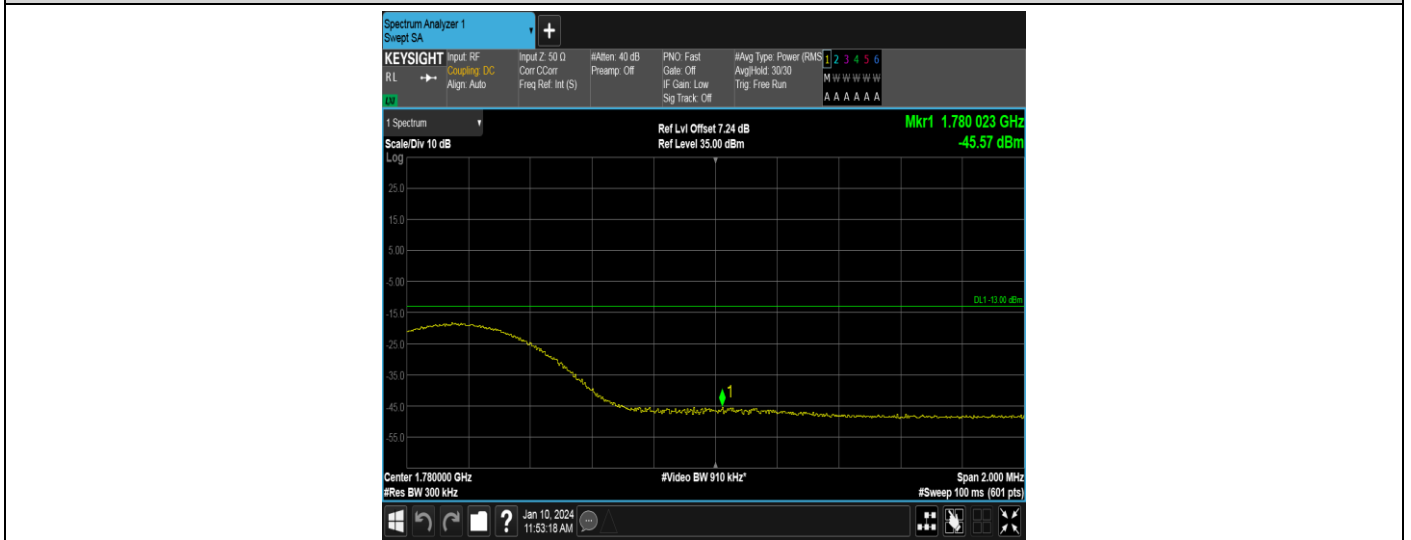 Spectrum Analyzer 1
Swept SA
+
KEYSIGHT
RL
LXI
Input: RF
Coupling: DC
Align: Auto
Input Z: 50 Ω
Corr CCorr
Freq Ref: Int (S)
#Atten: 40 dB
Preamp: Off
PNO: Fast
Gate: Off
IF Gain: Low
Sig Track: Off
#Avg Type: Power (RMS
Avg|Hold: 30/30
Trig: Free Run
1 2 3 4 5 6
M W W W W W
A A A A A A
1 Spectrum
Scale/Div 10 dB
Log
Ref Lvl Offset 7.24 dB
Ref Level 35.00 dBm
Mkr1 1.780 023 GHz
-45.57 dBm
25.0
15.0
5.00
-5.00
DL1 -13.00 dBm
-15.0
-25.0
-35.0
1
-45.0
-55.0
Center 1.780000 GHz
#Res BW 300 kHz
#Video BW 910 kHz*
Span 2.000 MHz
#Sweep 100 ms (601 pts)
?
Jan 10, 2024
11:53:18 AM